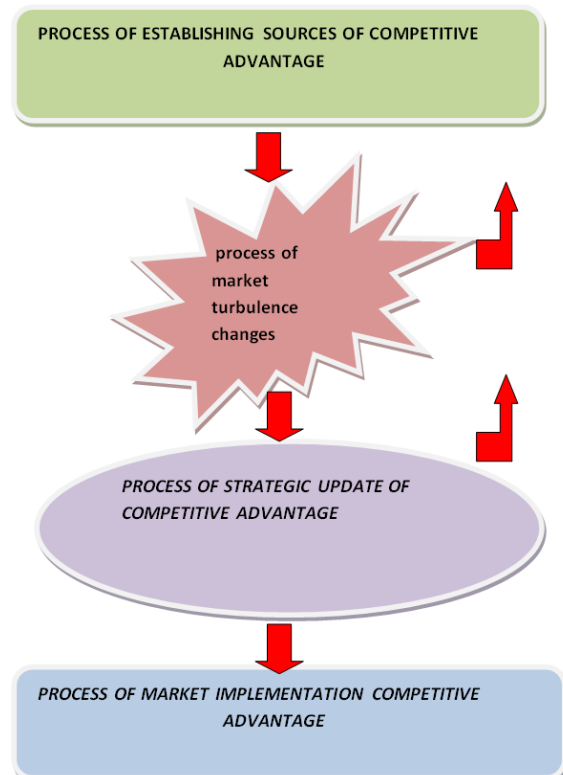 PROCESS OF ESTABLISHING SOURCES OF COMPETITIVE
ADVANTAGE
process of
market
turbulence
changes
PROCESS OF STRATEGIC UPDATE OF
COMPETITIVE ADVANTAGE
PROCESS OF MARKET IMPLEMENTATION COMPETITIVE
ADVANTAGE